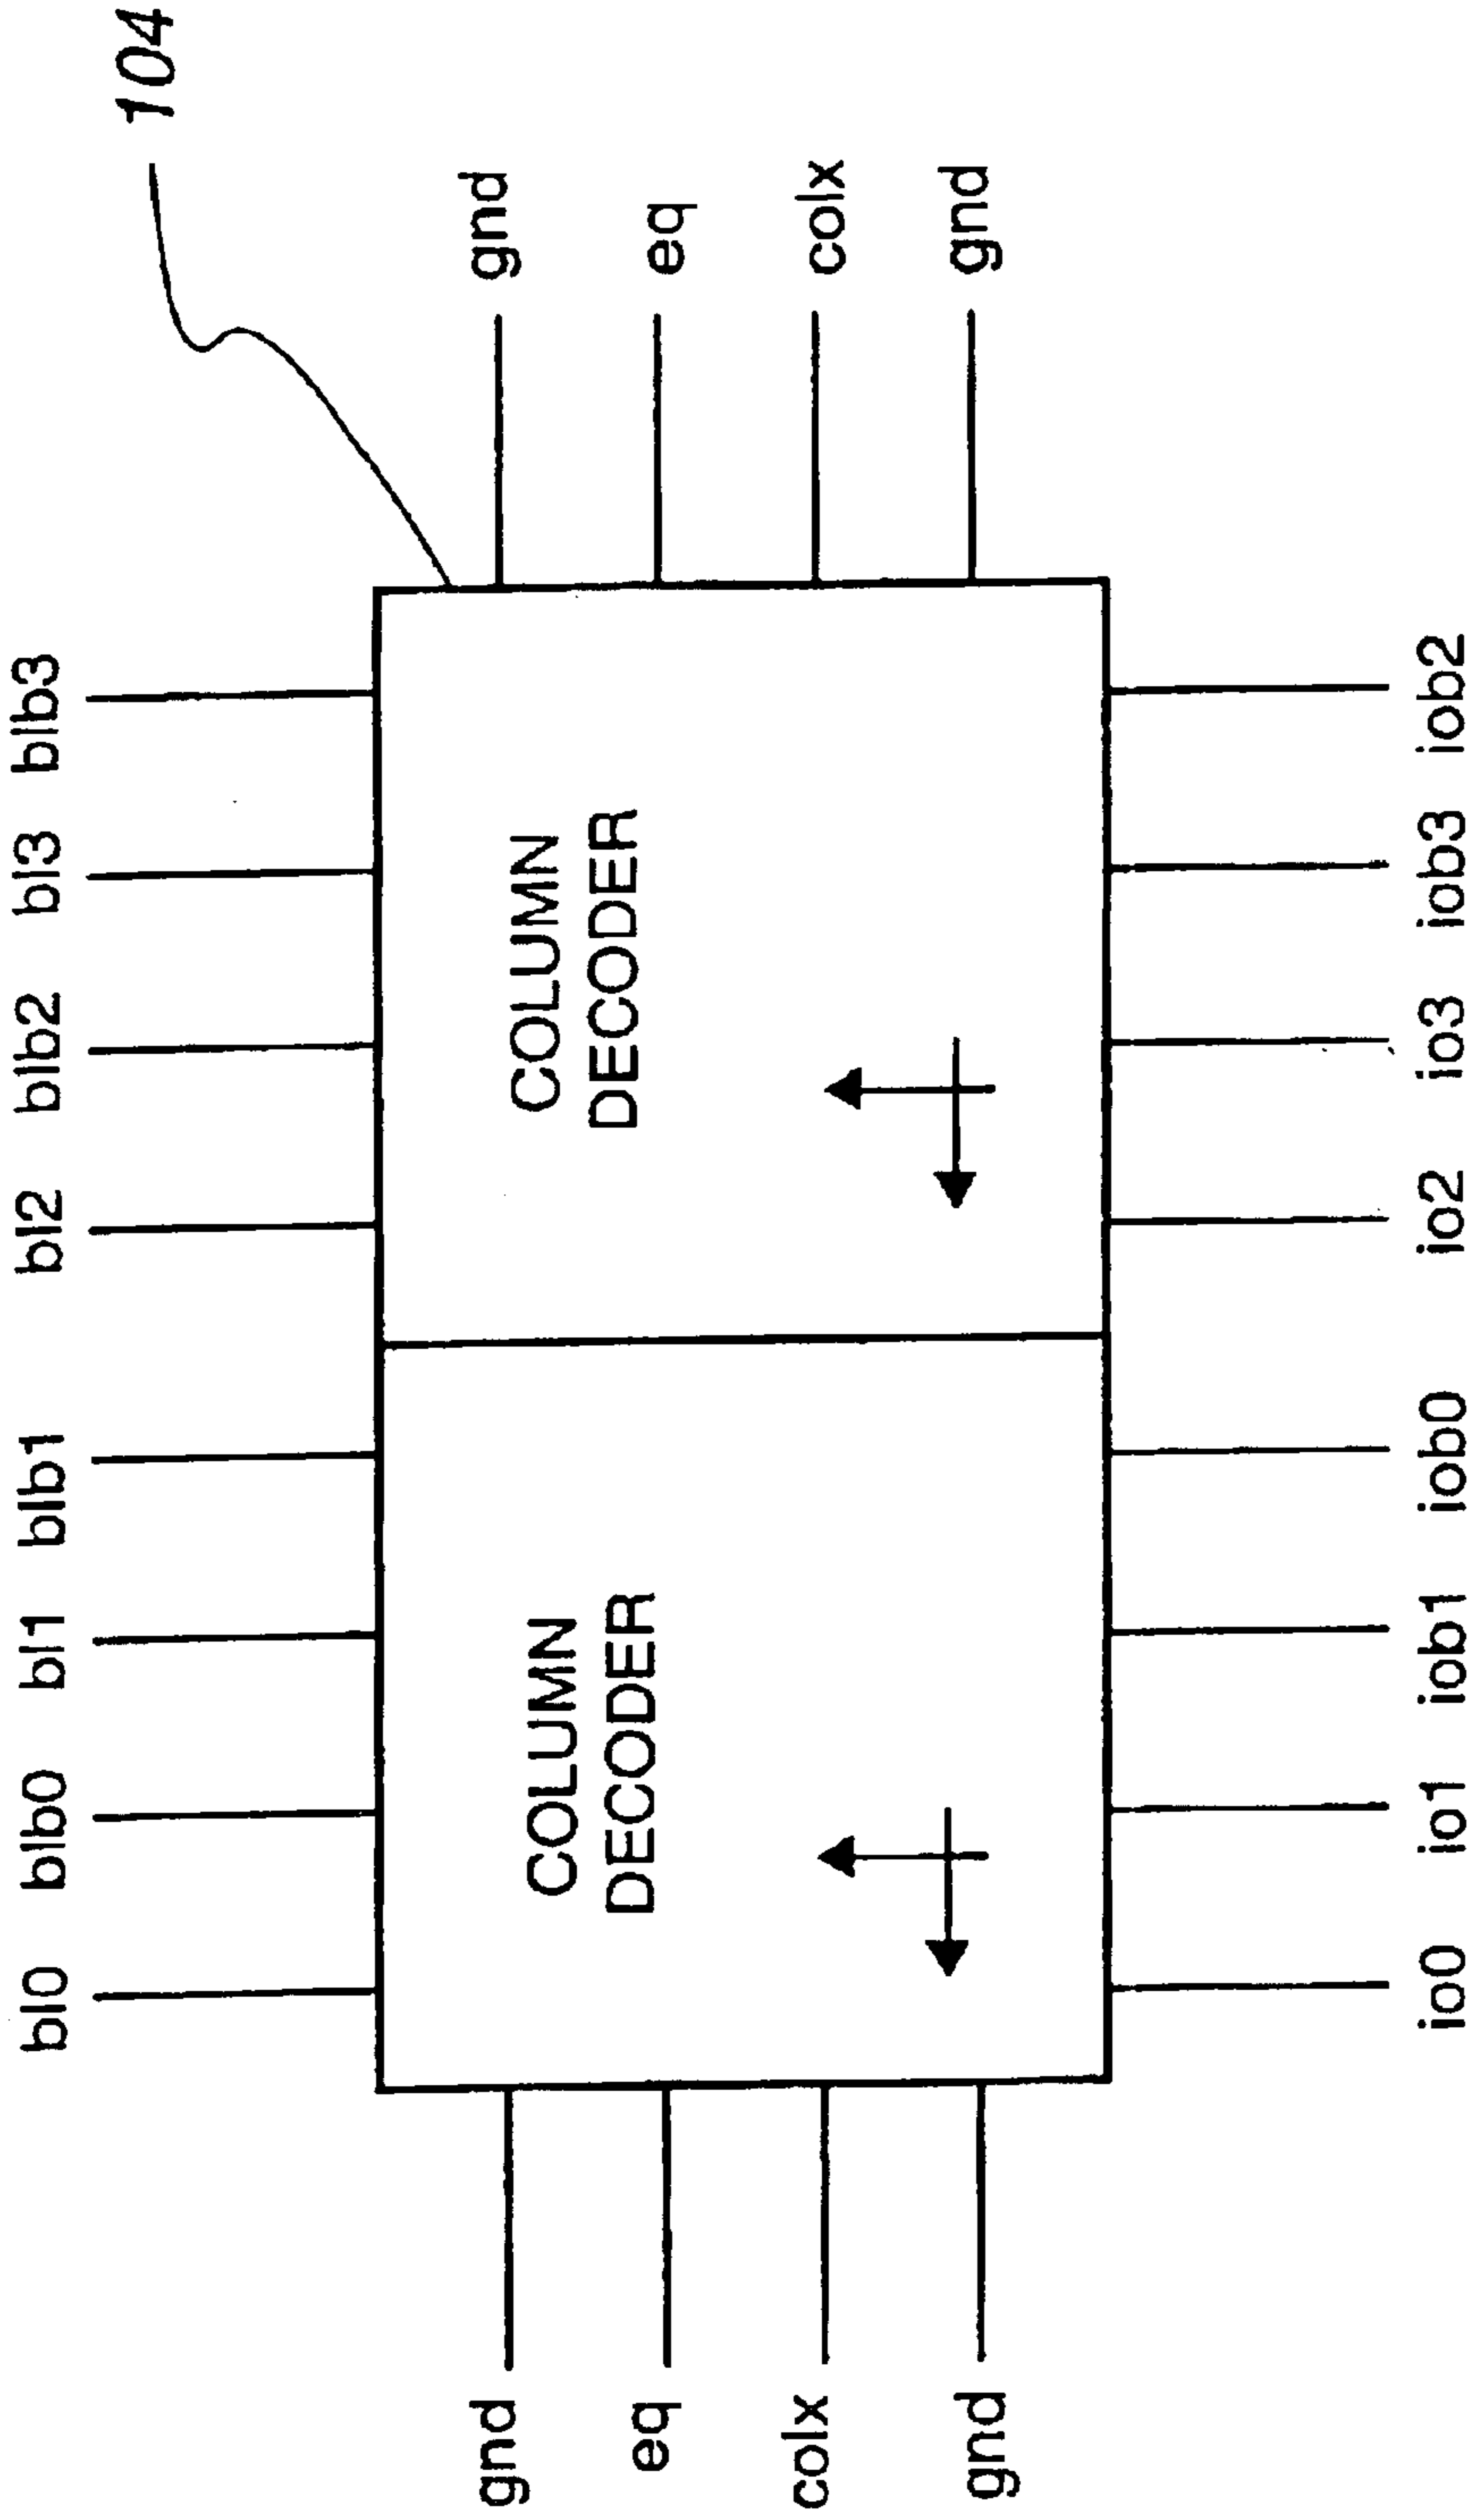 104
bl0 blb0 bl1 blb1 bl2 blb2 bl3 blb3
gnd
gnd
COLUMN
DECODER
COLUMN
DECODER
eq
eq
colx
colx
gnd
gnd
io0 io1 iob1 iob0 io2 io3 iob3 iob2